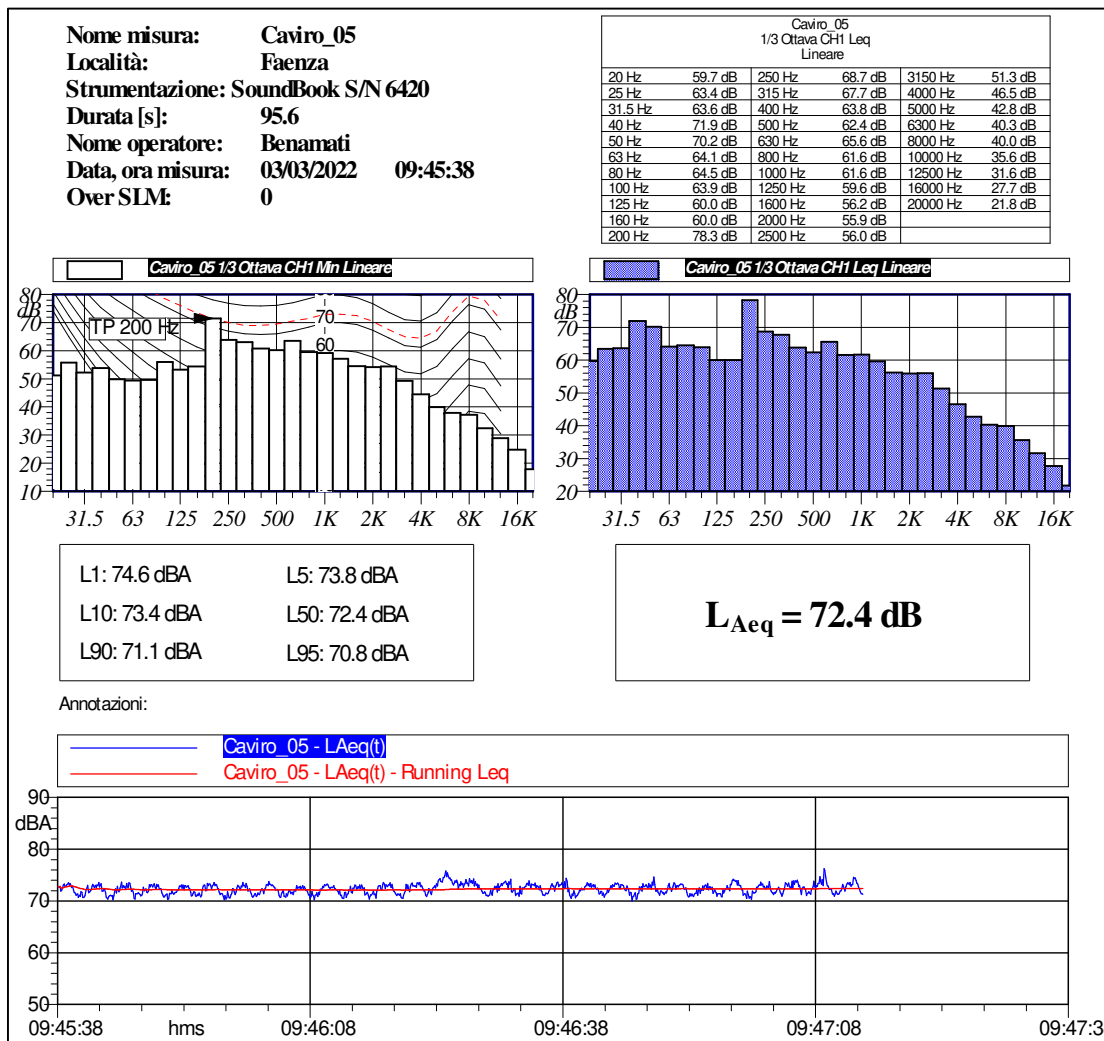 Nome misura: Caviro_05
Località: Faenza
Strumentazione: SoundBook S/N 6420
Durata [s]: 95.6
Nome operatore: Benamati
Data, ora misura: 03/03/2022 09:45:38
Over SLM: 0
Caviro_05
1/3 Ottava CH1 Leq
Lineare
20 Hz 59.7 dB 250 Hz 68.7 dB 3150 Hz 51.3 dB
25 Hz 63.4 dB 315 Hz 67.7 dB 4000 Hz 46.5 dB
31.5 Hz 63.6 dB 400 Hz 63.8 dB 5000 Hz 42.8 dB
40 Hz 71.9 dB 500 Hz 62.4 dB 6300 Hz 40.3 dB
50 Hz 70.2 dB 630 Hz 65.6 dB 8000 Hz 40.0 dB
63 Hz 64.1 dB 800 Hz 61.6 dB 10000 Hz 35.6 dB
80 Hz 64.5 dB 1000 Hz 61.6 dB 12500 Hz 31.6 dB
100 Hz 63.9 dB 1250 Hz 59.6 dB 16000 Hz 27.7 dB
125 Hz 60.0 dB 1600 Hz 56.2 dB 20000 Hz 21.8 dB
160 Hz 60.0 dB 2000 Hz 55.9 dB
200 Hz 78.3 dB 2500 Hz 56.0 dB
Caviro_05 1/3 Ottava CH1 Min Lineare
80
dB
70
60
50
40
30
20
10
TP 200 Hz
70
60
31.5 63 125 250 500 1K 2K 4K 8K 16K
Caviro_05 1/3 Ottava CH1 Leq Lineare
80
dB
70
60
50
40
30
20
31.5 63 125 250 500 1K 2K 4K 8K 16K
L1: 74.6 dBA L5: 73.8 dBA
L10: 73.4 dBA L50: 72.4 dBA
L90: 71.1 dBA L95: 70.8 dBA
LAeq = 72.4 dB
Annotazioni:
Caviro_05 - LAeq(t)
Caviro_05 - LAeq(t) - Running Leq
90
dBA
80
70
60
50
09:45:38 hms 09:46:08 09:46:38 09:47:08 09:47:3